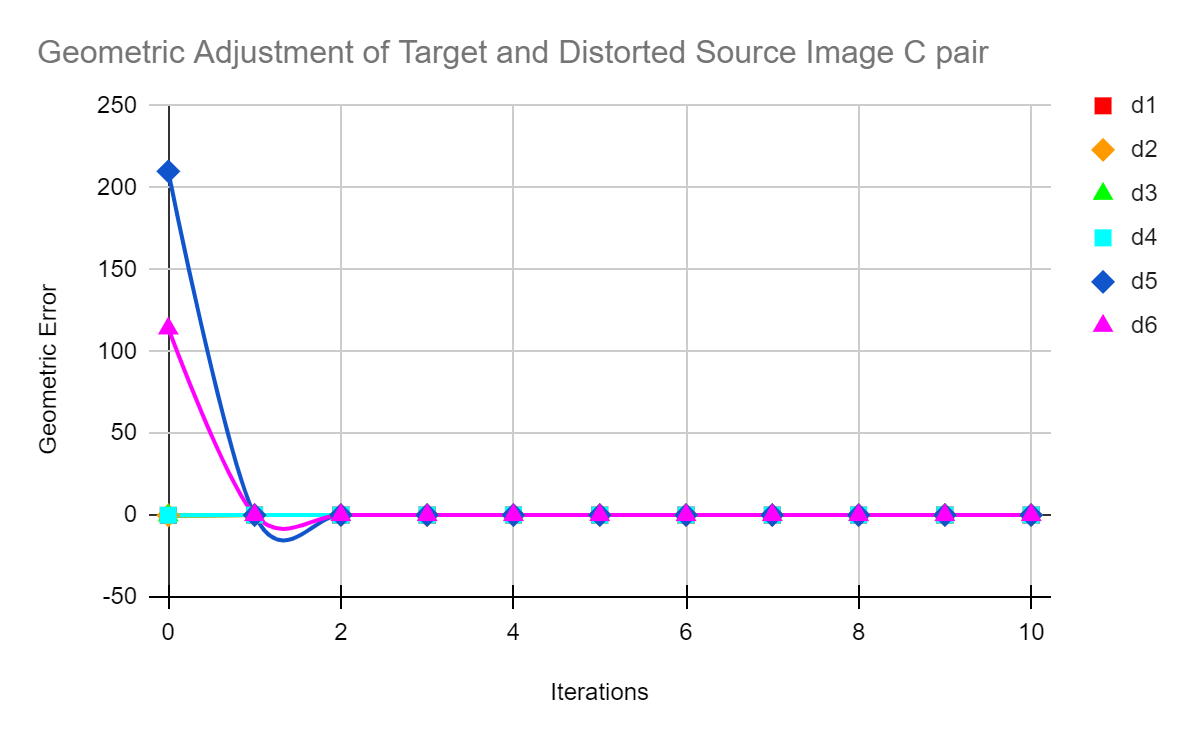 Geometric Adjustment of Target and Distorted Source Image C pair
250
200
150
100
50
0
-50
Geometric Error
0 2 4 6 8 10
Iterations
d1
d2
d3
d4
d5
d6